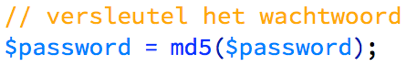 // versleutel het wachtwoord
$password = md5($password);